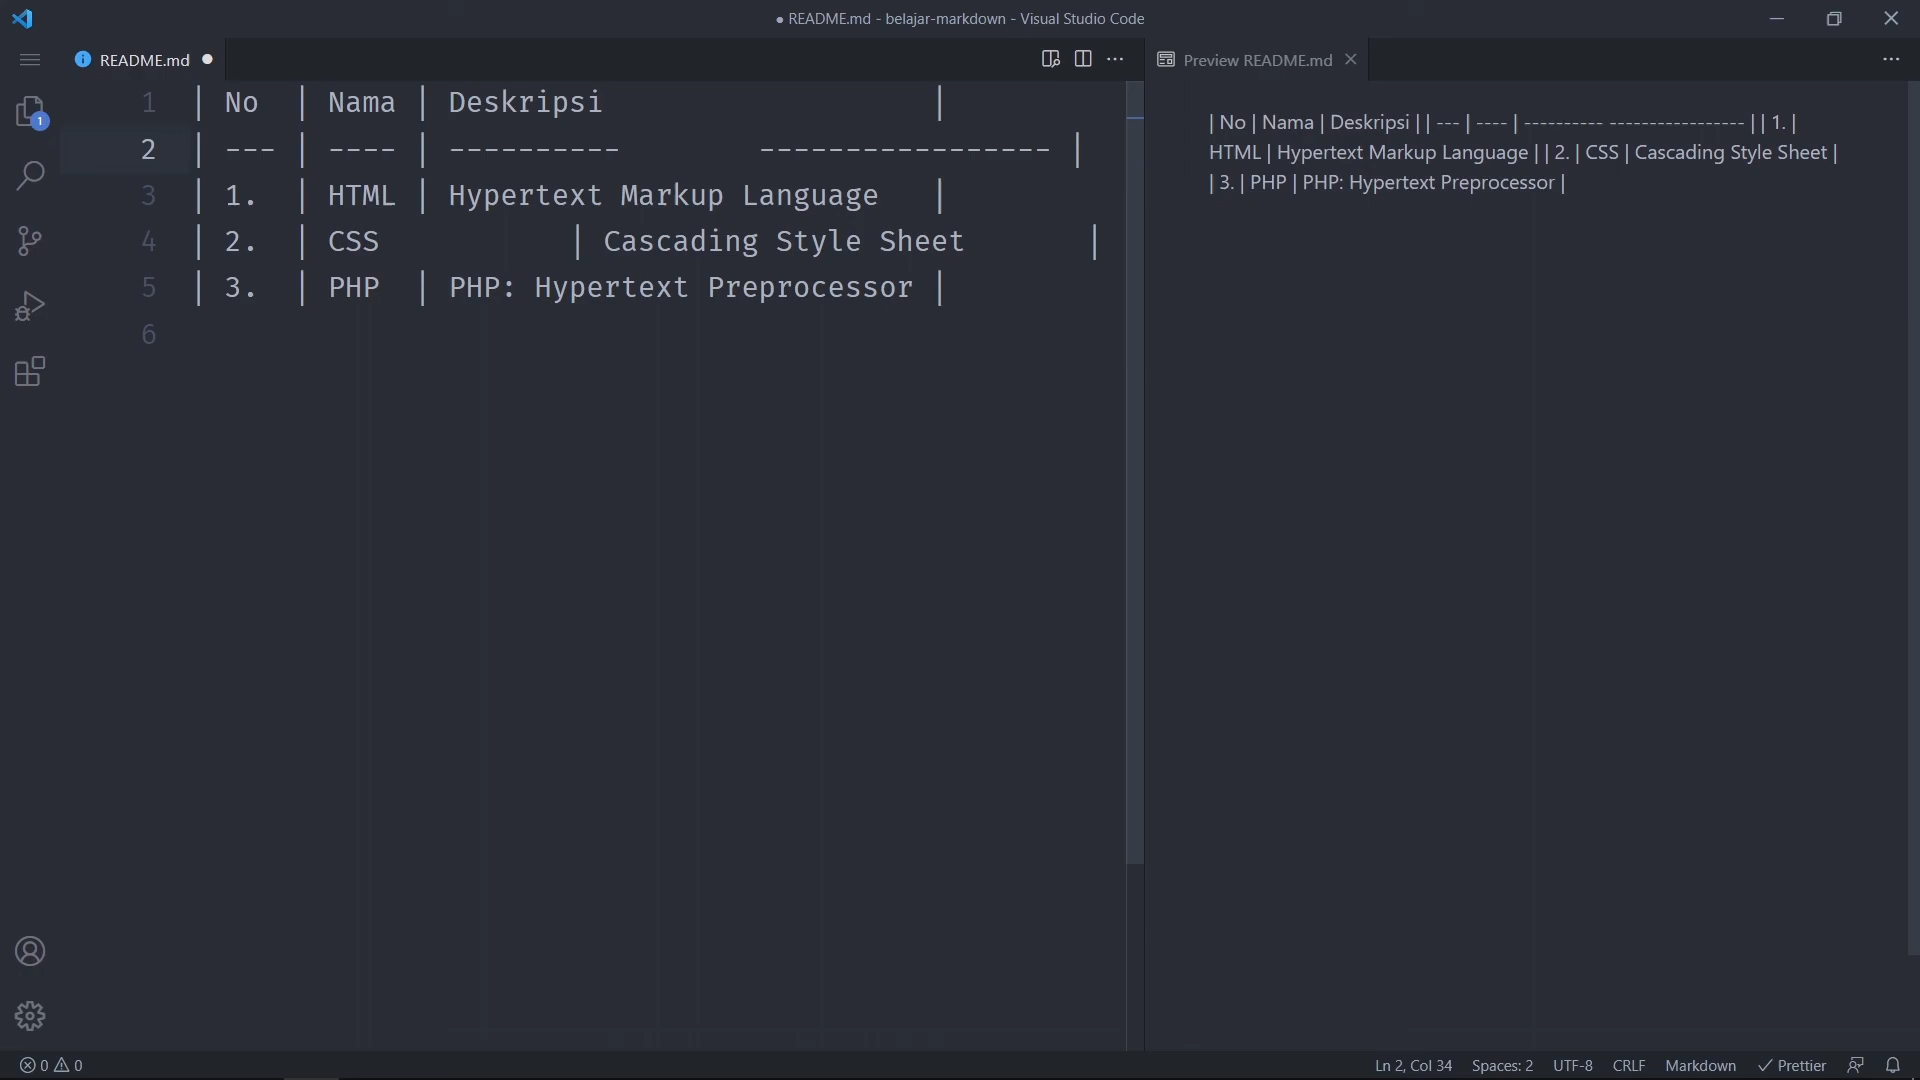 ● README.md - belajar-markdown - Visual Studio Code
README.md ●
Preview README.md
1 | No | Nama | Deskripsi |
2 | --- | ---- | ---------- ----------------- |
3 | 1. | HTML | Hypertext Markup Language |
4 | 2. | CSS | Cascading Style Sheet |
5 | 3. | PHP | PHP: Hypertext Preprocessor |
6
| No | Nama | Deskripsi | | --- | ---- | ---------- ----------------- | | 1. |
HTML | Hypertext Markup Language | | 2. | CSS | Cascading Style Sheet |
| 3. | PHP | PHP: Hypertext Preprocessor |
1
0 0
Ln 2, Col 34 Spaces: 2 UTF-8 CRLF Markdown Prettier